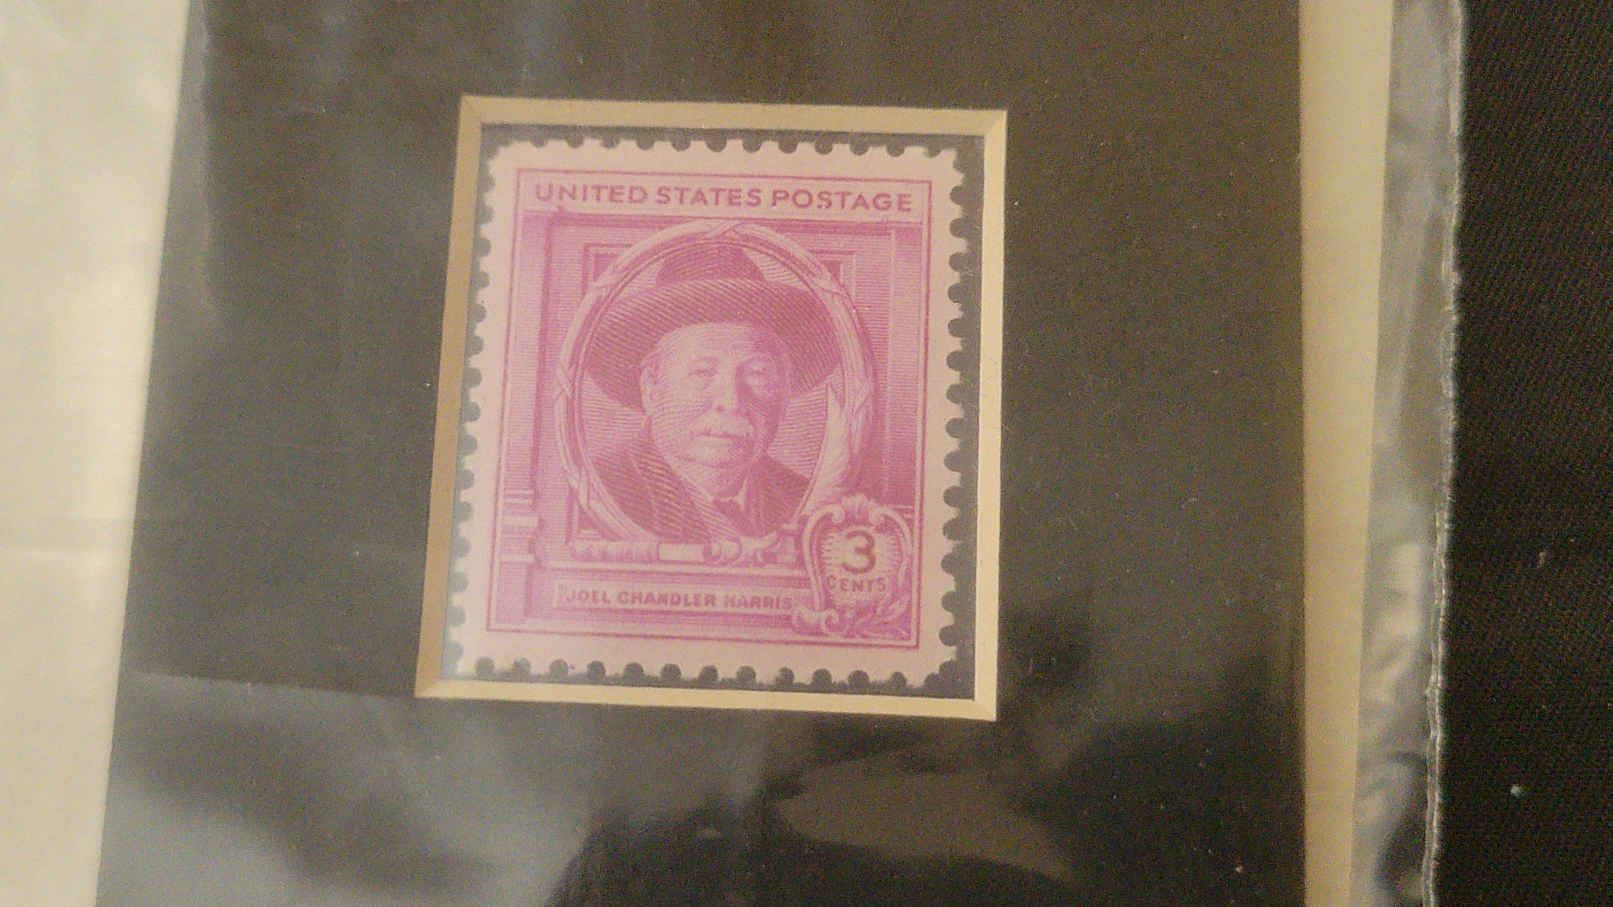 UNITED STATES POSTAGE
3
CENTS
JOEL CHANDLER HARRIS